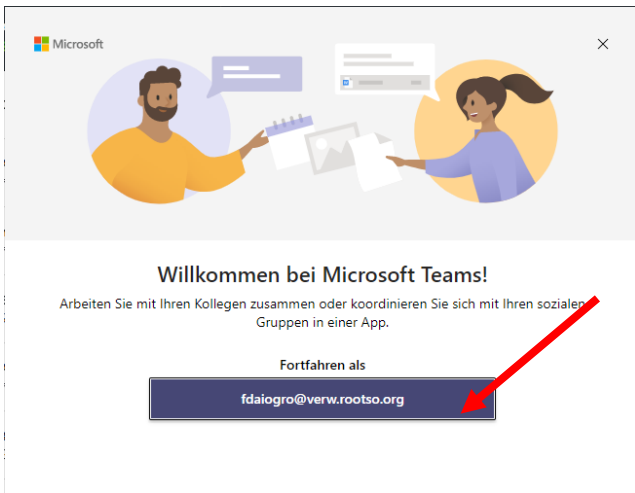 Microsoft
Willkommen bei Microsoft Teams!
Arbeiten Sie mit Ihren Kollegen zusammen oder koordinieren Sie sich mit Ihren sozialen
Gruppen in einer App.
Fortfahren als
fdaiogro@verw.rootso.org